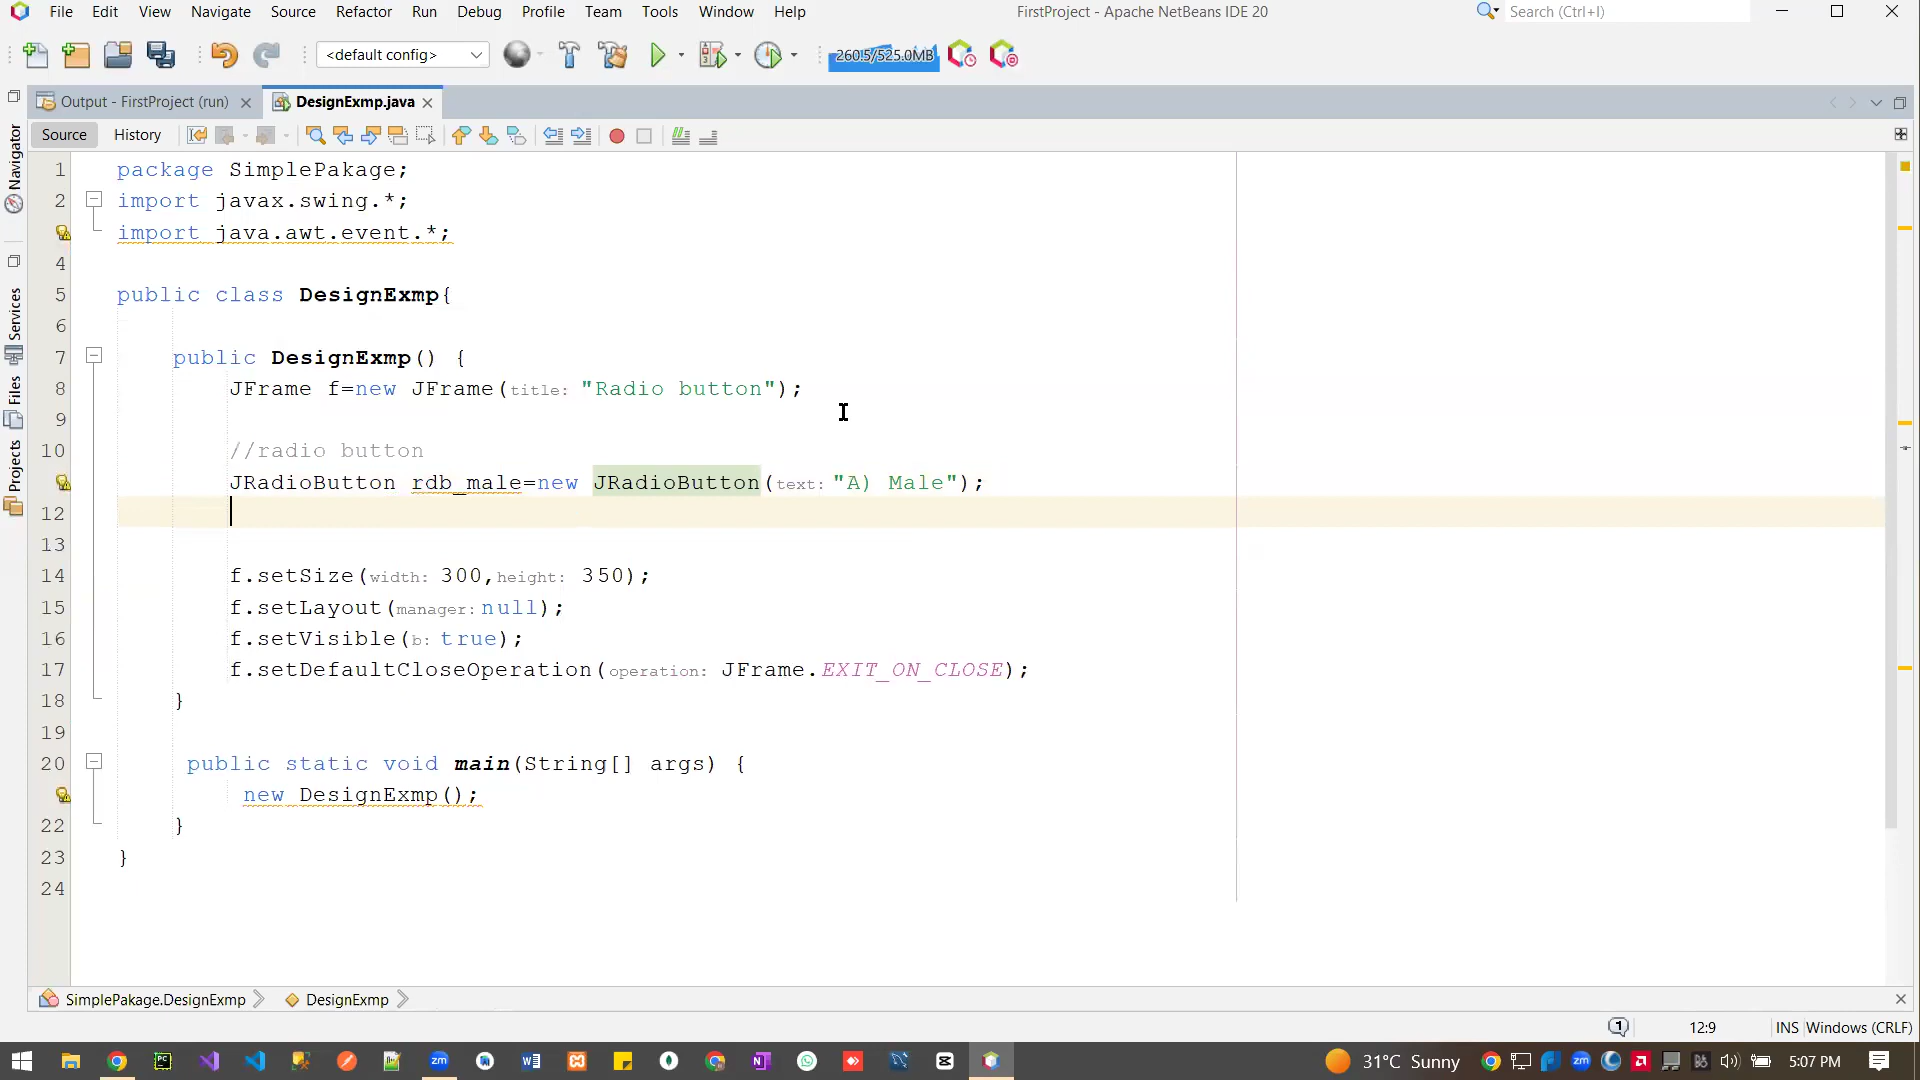 File Edit View Navigate Source Refactor Run Debug Profile Team Tools Window Help
FirstProject - Apache NetBeans IDE 20
Search (Ctrl+I)
<default config>
260.5/525.0MB
Output - FirstProject (run)
DesignExmp.java
Source History
Navigator
Services
Files
Projects
1 package SimplePakage;
2 import javax.swing.*;
import java.awt.event.*;
4
5 public class DesignExmp{
6
7 public DesignExmp() {
8 JFrame f=new JFrame(title: "Radio button");
9
10 //radio button
JRadioButton rdb_male=new JRadioButton(text: "A) Male");
12
13
14 f.setSize(width: 300,height: 350);
15 f.setLayout(manager: null);
16 f.setVisible(b: true);
17 f.setDefaultCloseOperation(operation: JFrame.EXIT_ON_CLOSE);
18 }
19
20 public static void main(String[] args) {
new DesignExmp();
22 }
23 }
24
SimplePakage.DesignExmp DesignExmp
1 12:9 INS Windows (CRLF)
31°C Sunny
5:07 PM